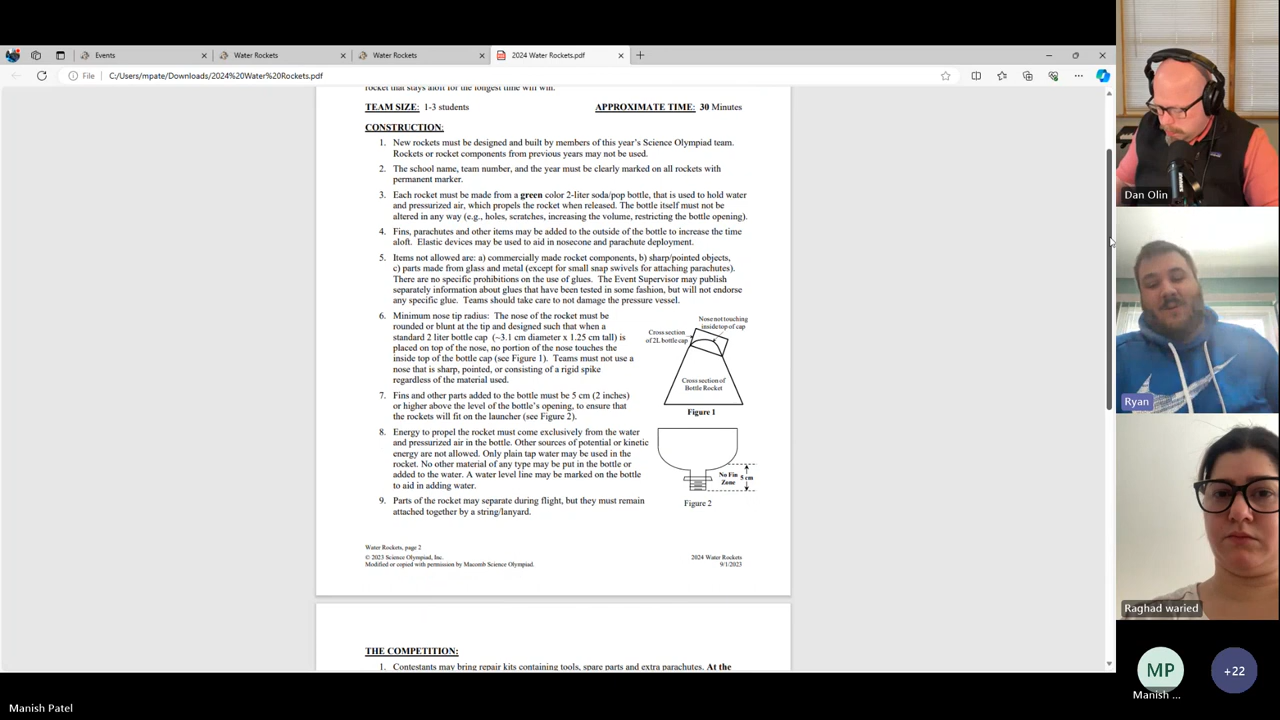 Events
Water Rockets
Water Rockets
2024 Water Rockets.pdf
File
C:/Users/mpate/Downloads/2024%20Water%20Rockets.pdf
rocket that stays aloft for the longest time will win.
TEAM SIZE: 1-3 students APPROXIMATE TIME: 30 Minutes
CONSTRUCTION:
1. New rockets must be designed and built by members of this year's Science Olympiad team.
Rockets or rocket components from previous years may not be used.
2. The school name, team number, and the year must be clearly marked on all rockets with
permanent marker.
3. Each rocket must be made from a green color 2-liter soda/pop bottle, that is used to hold water
and pressurized air, which propels the rocket when released. The bottle itself must not be
altered in any way (e.g., holes, scratches, increasing the volume, restricting the bottle opening).
4. Fins, parachutes and other items may be added to the outside of the bottle to increase the time
aloft. Elastic devices may be used to aid in nosecone and parachute deployment.
5. Items not allowed are: a) commercially made rocket components, b) sharp/pointed objects,
c) parts made from glass and metal (except for small snap swivels for attaching parachutes).
There are no specific prohibitions on the use of glues. The Event Supervisor may publish
separately information about glues that have been tested in some fashion, but will not endorse
any specific glue. Teams should take care to not damage the pressure vessel.
6. Minimum nose tip radius: The nose of the rocket must be
rounded or blunt at the tip and designed such that when a
standard 2 liter bottle cap (~3.1 cm diameter x 1.25 cm tall) is
placed on top of the nose, no portion of the nose touches the
inside top of the bottle cap (see Figure 1). Teams must not use a
nose that is sharp, pointed, or consisting of a rigid spike
regardless of the material used.
Nose not touching
inside top of cap
Cross section
of 2L bottle cap
Cross section of
Bottle Rocket
Figure 1
7. Fins and other parts added to the bottle must be 5 cm (2 inches)
or higher above the level of the bottle's opening, to ensure that
the rockets will fit on the launcher (see Figure 2).
8. Energy to propel the rocket must come exclusively from the water
and pressurized air in the bottle. Other sources of potential or kinetic
energy are not allowed. Only plain tap water may be used in the
rocket. No other material of any type may be put in the bottle or
added to the water. A water level line may be marked on the bottle
to aid in adding water.
No Fin
Zone
5 cm
Figure 2
9. Parts of the rocket may separate during flight, but they must remain
attached together by a string/lanyard.
Water Rockets, page 2
© 2023 Science Olympiad, Inc. 2024 Water Rockets
Modified or copied with permission by Macomb Science Olympiad. 9/1/2023
THE COMPETITION:
1. Contestants may bring repair kits containing tools, spare parts and extra parachutes. At the
Dan Olin
Ryan
Raghad waried
MP
Manish ...
+22
Manish Patel